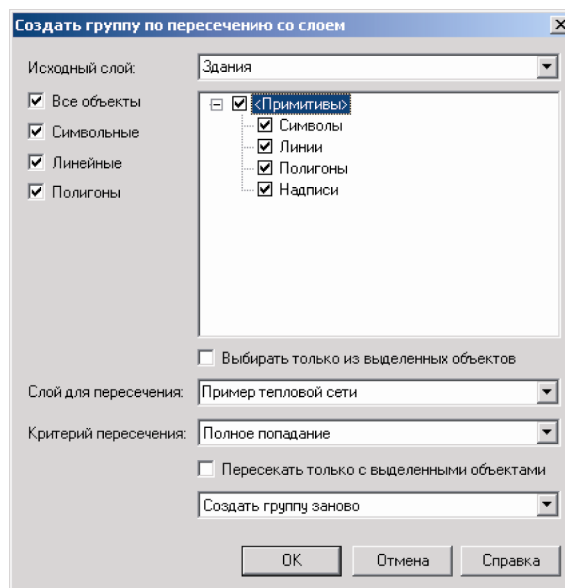 Создать группу по пересечению со слоем
Исходный слой: Здания
Все объекты
Символьные
Линейные
Полигоны
<Примитивы>
Символы
Линии
Полигоны
Надписи
Выбирать только из выделенных объектов
Слой для пересечения: Пример тепловой сети
Критерий пересечения: Полное попадание
Пересекать только с выделенными объектами
Создать группу заново
OK Отмена Справка